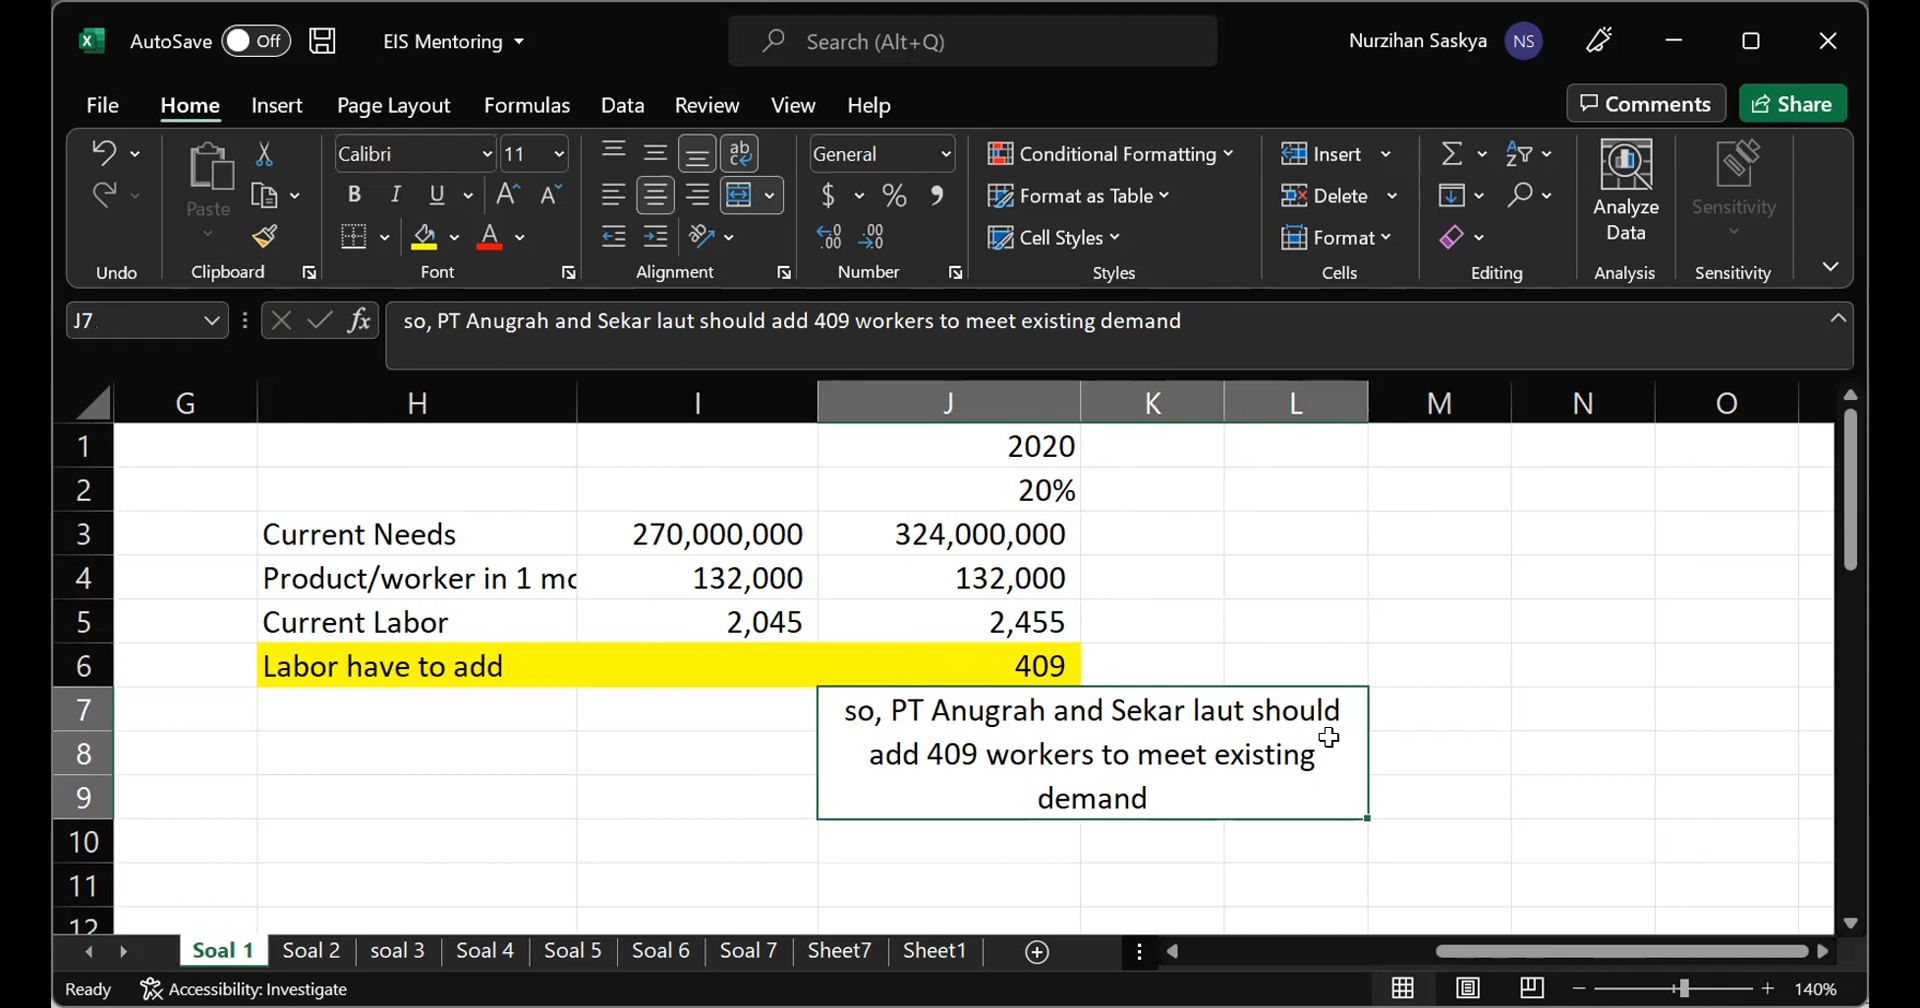 AutoSave Off EIS Mentoring Search (Alt+Q) Nurzihan Saskya NS
File Home Insert Page Layout Formulas Data Review View Help Comments Share
Paste
Undo
Clipboard
Calibri 11
B I U A A
A
Font
ab
Alignment
General
$ % 9
.00 .00
Number
Conditional Formatting
Format as Table
Cell Styles
Styles
Insert
Delete
Format
Cells
Editing
Analyze
Data
Analysis
Sensitivity
Sensitivity
J7 fx so, PT Anugrah and Sekar laut should add 409 workers to meet existing demand
G H I J K L M N O
1 2020
2 20%
3 Current Needs 270,000,000 324,000,000
4 Product/worker in 1 mo 132,000 132,000
5 Current Labor 2,045 2,455
6 Labor have to add 409
7 so, PT Anugrah and Sekar laut should
8 add 409 workers to meet existing
9 demand
10
11
12
Soal 1 Soal 2 soal 3 Soal 4 Soal 5 Soal 6 Soal 7 Sheet7 Sheet1
Ready Accessibility: Investigate 140%